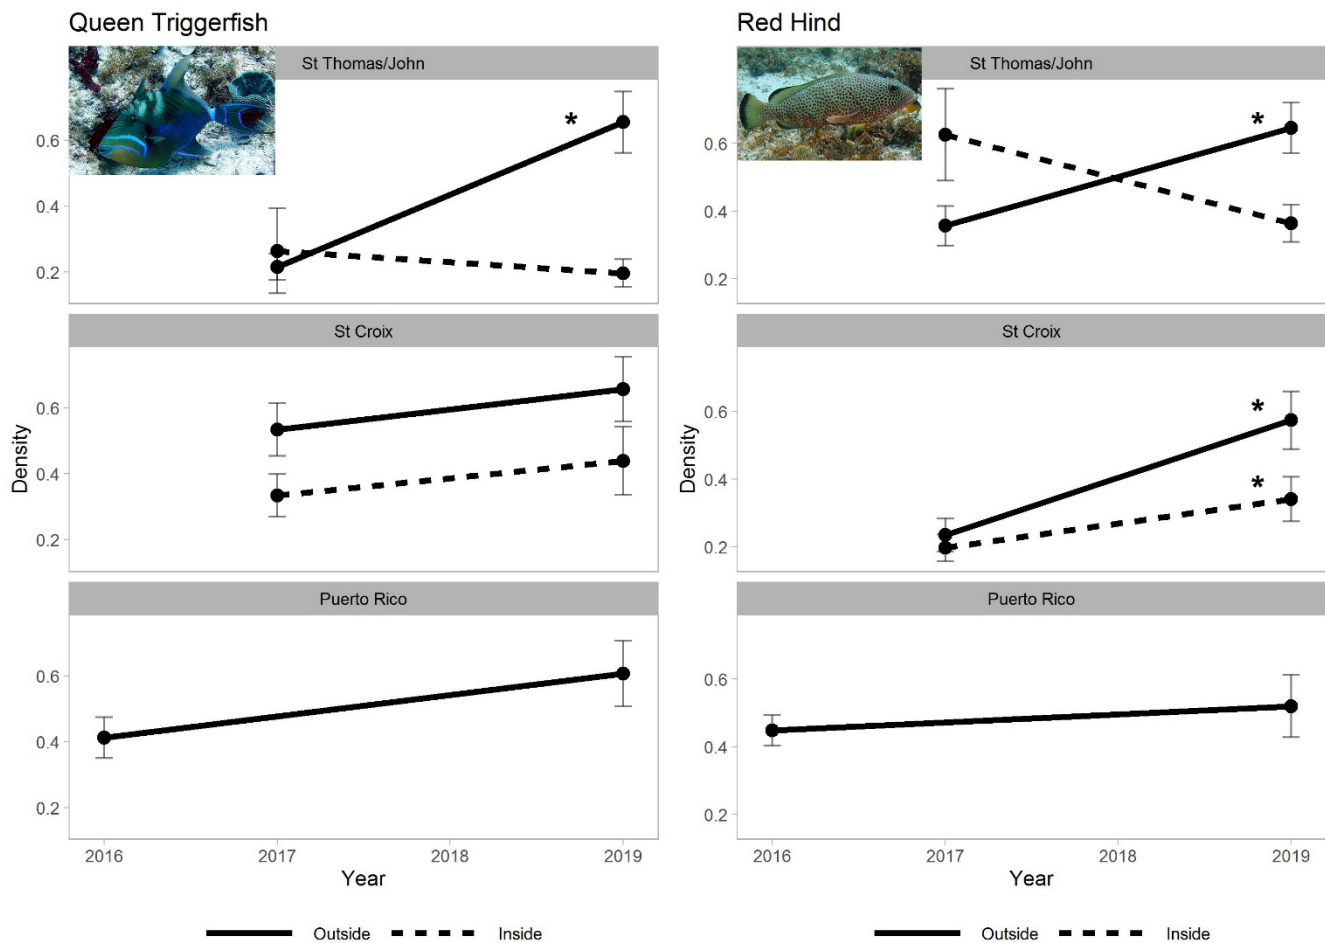 Queen Triggerfish
St Thomas/John
*
0.6
0.4
0.2
St Croix
0.6
0.4
0.2
Density
Puerto Rico
0.6
0.4
0.2
2016 2017 2018 2019
Year
Outside Inside
Red Hind
St Thomas/John
*
0.6
0.4
0.2
St Croix
*
*
0.6
0.4
0.2
Density
Puerto Rico
0.6
0.4
0.2
2016 2017 2018 2019
Year
Outside Inside